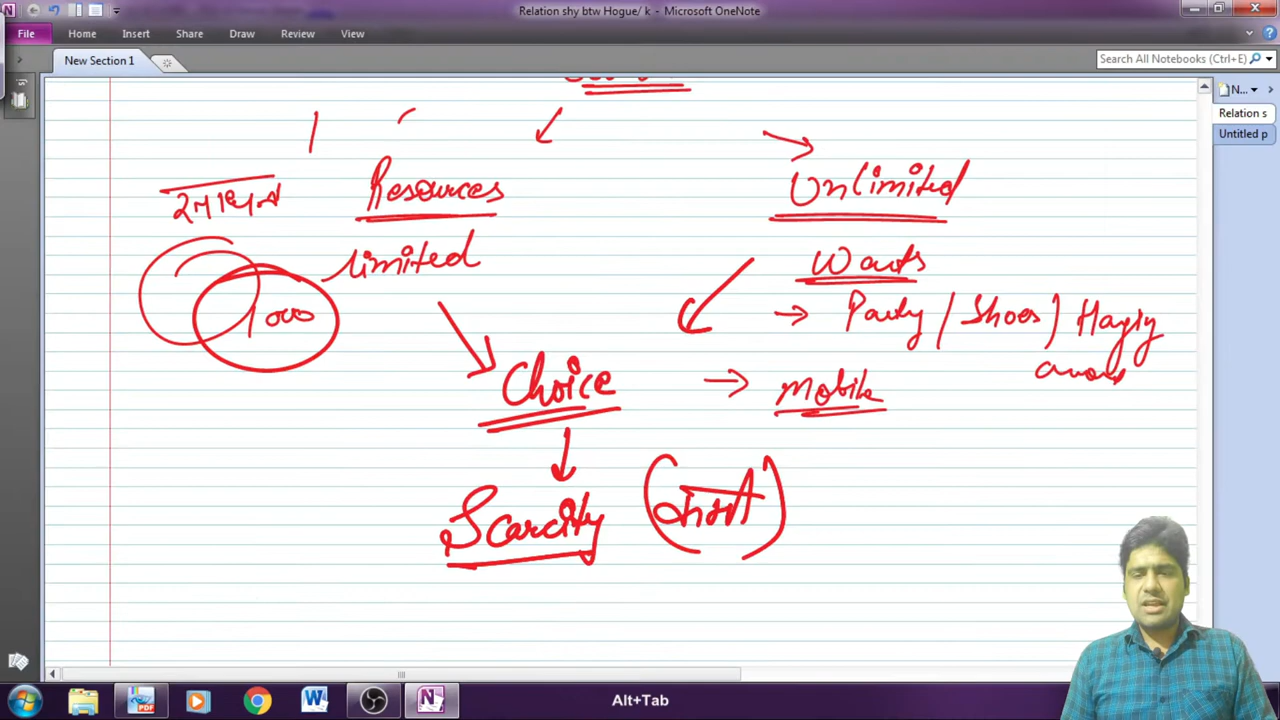 Relation shy btw Hogue/ k - Microsoft OneNote
File Home Insert Share Draw Review View
New Section 1
Search All Notebooks (Ctrl+E)
N...
Relation s
Untitled p
संसाधन Resources
Unlimited
limited
Wants
1000
→ Party / Shoes / Hagig
Choice
→ Mobile
Scarcity
Alt+Tab